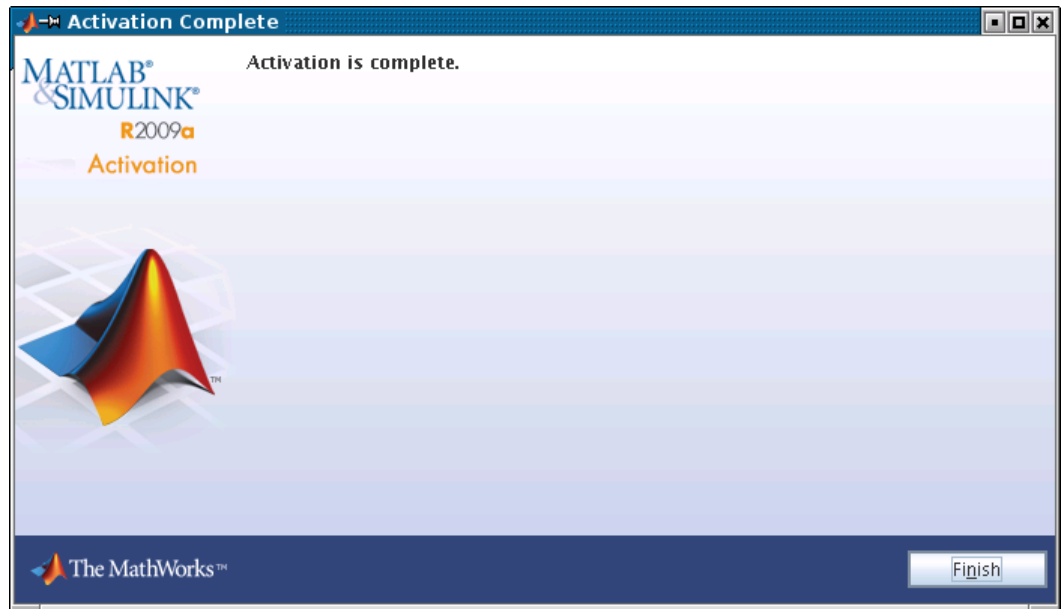 Activation Complete
Activation is complete.
MATLAB®
&SIMULINK®
R2009a
Activation
TM
The MathWorks™
Finish